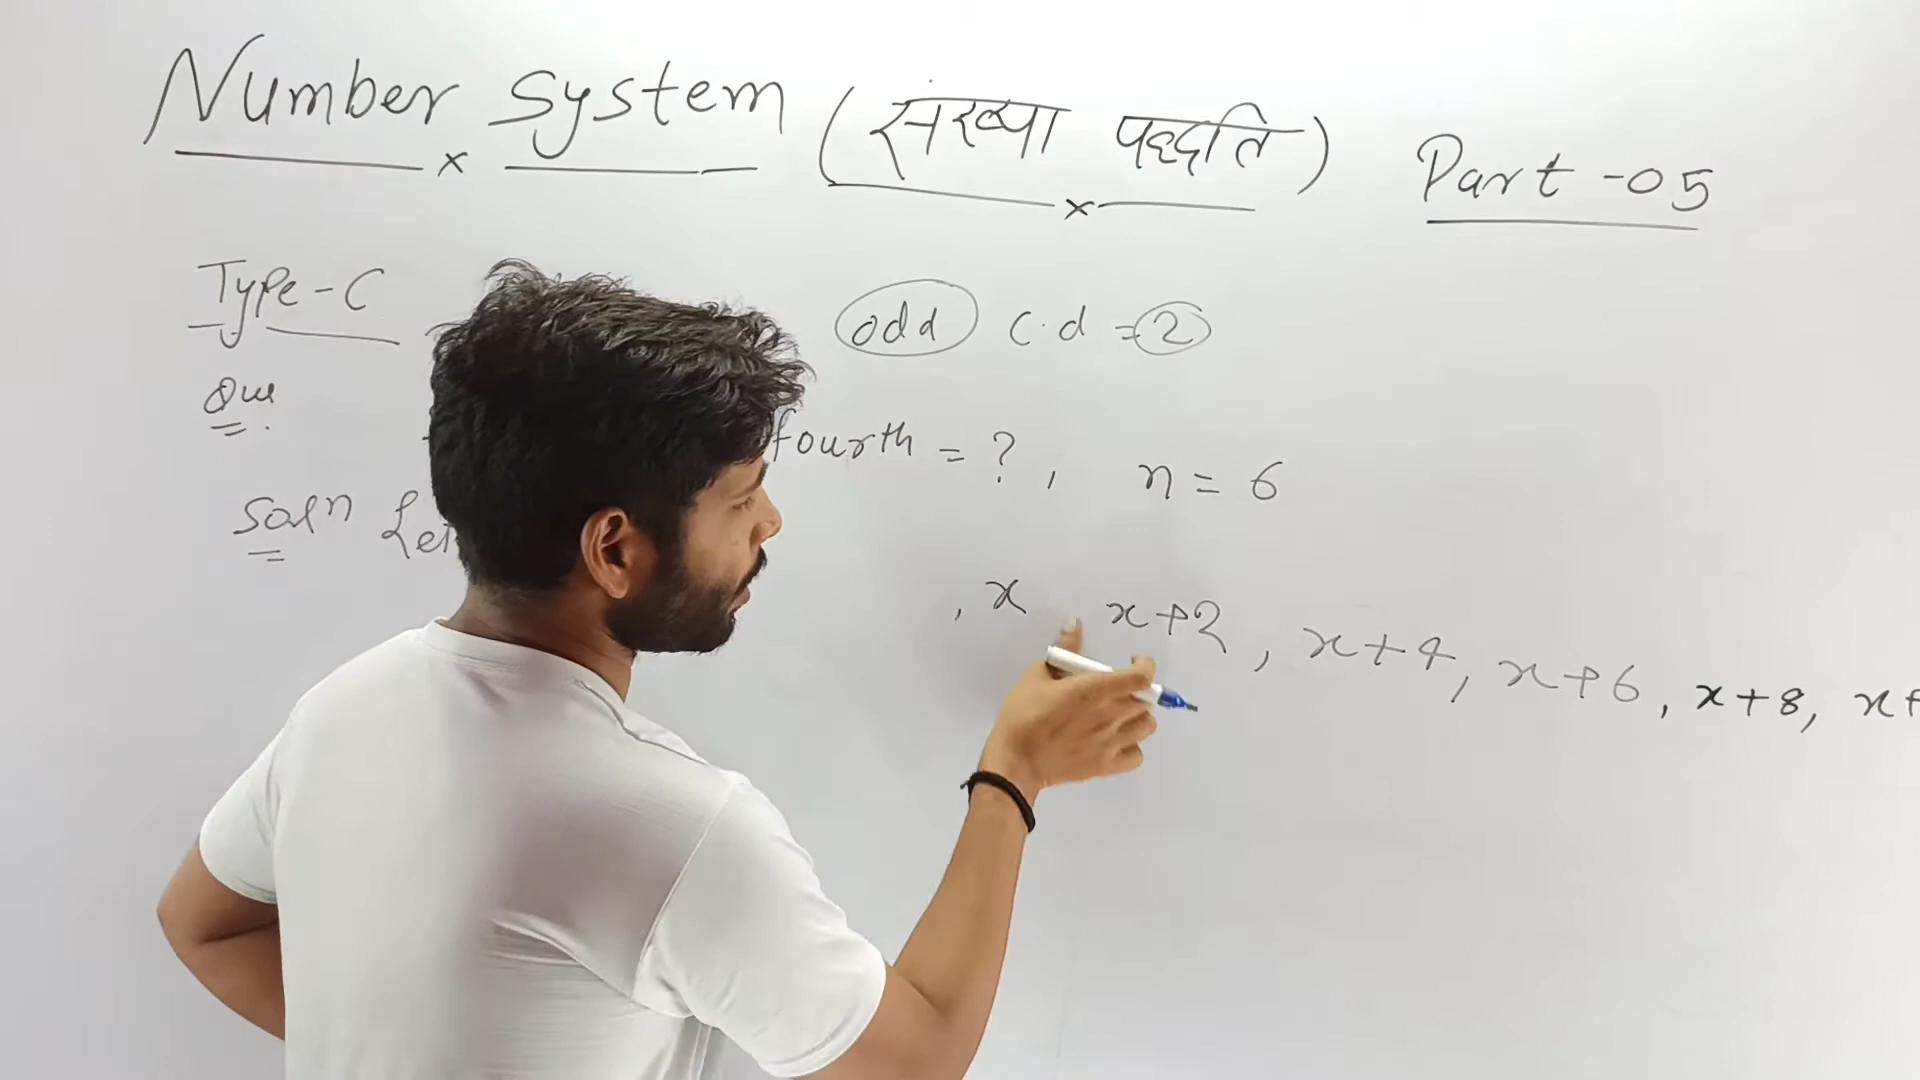 Number System (संख्या पद्धति) Part-05
Type-C odd c.d = 2
Que.
fourth = ?, n = 6
Soln Let
, x x+2, x+4, x+6, x+8, x+